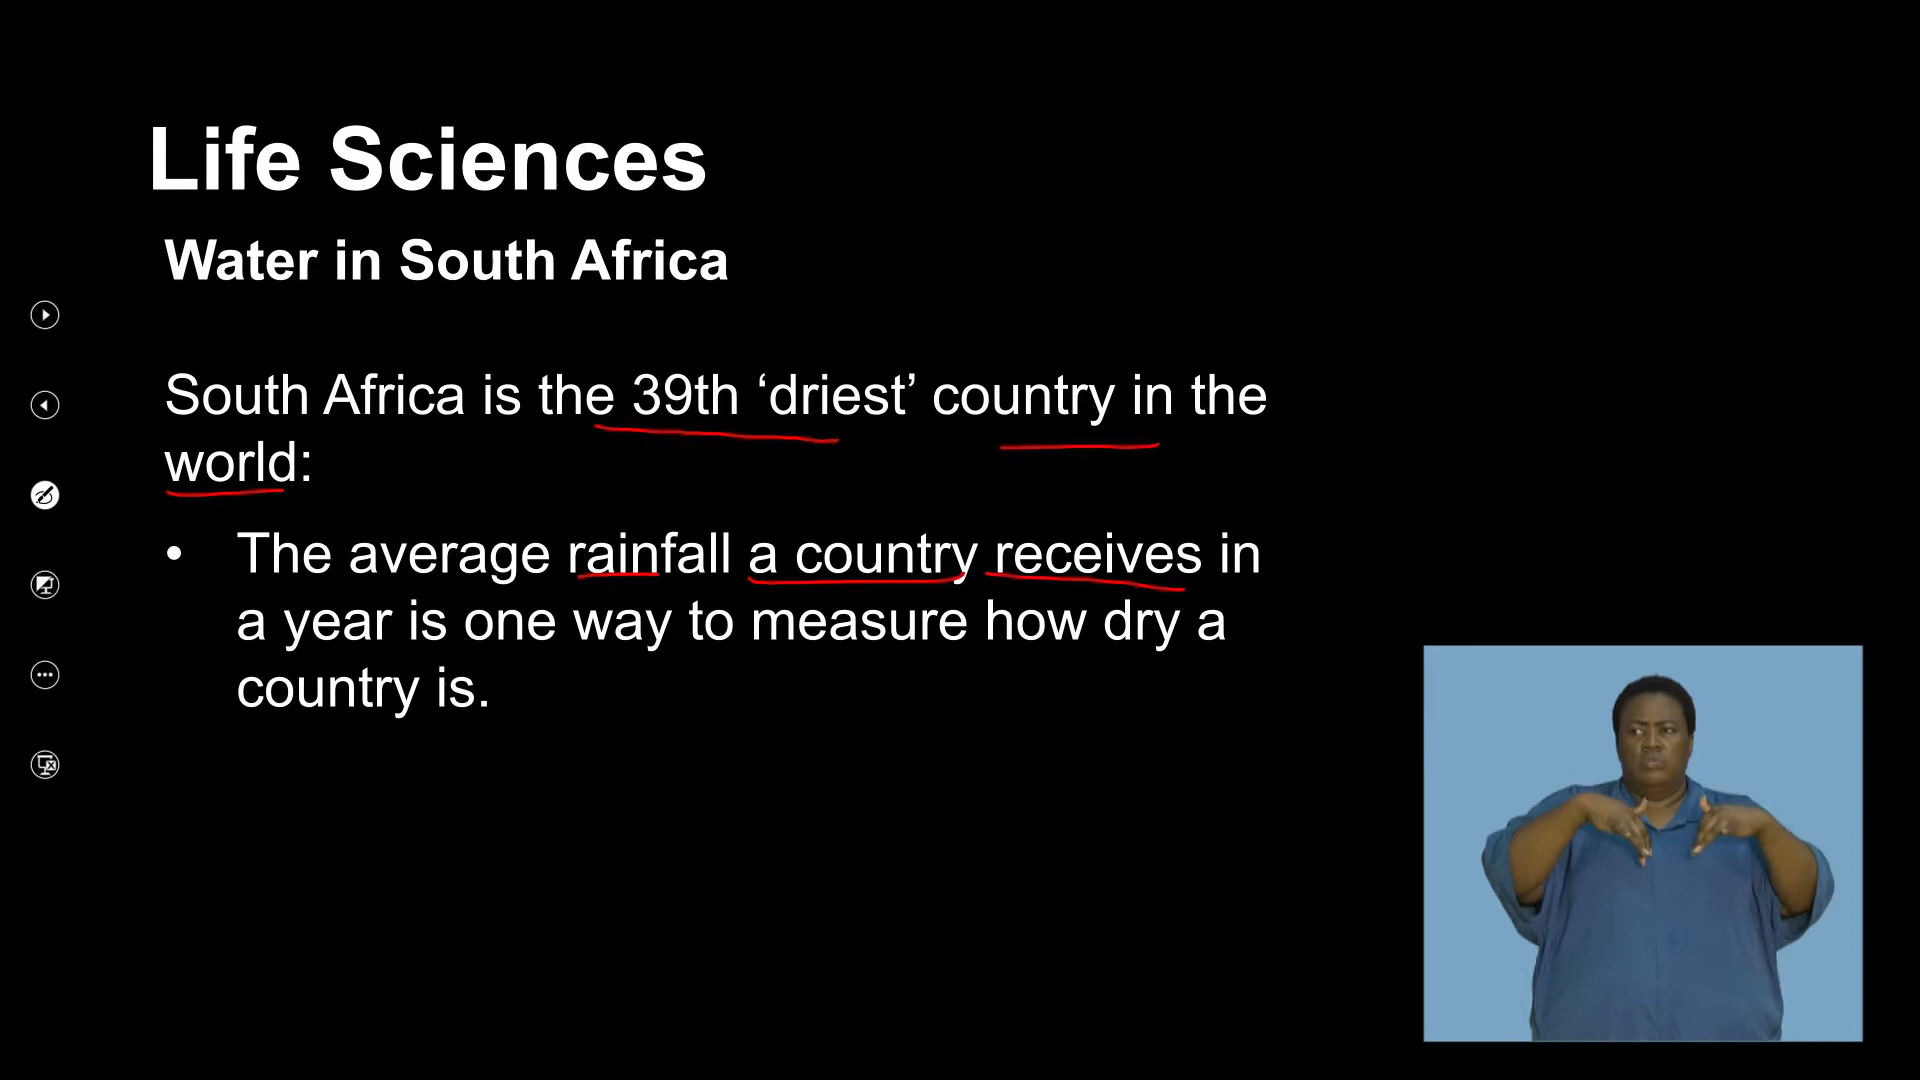 Life Sciences
Water in South Africa
South Africa is the 39th ‘driest’ country in the
world:
• The average rainfall a country receives in
a year is one way to measure how dry a
country is.